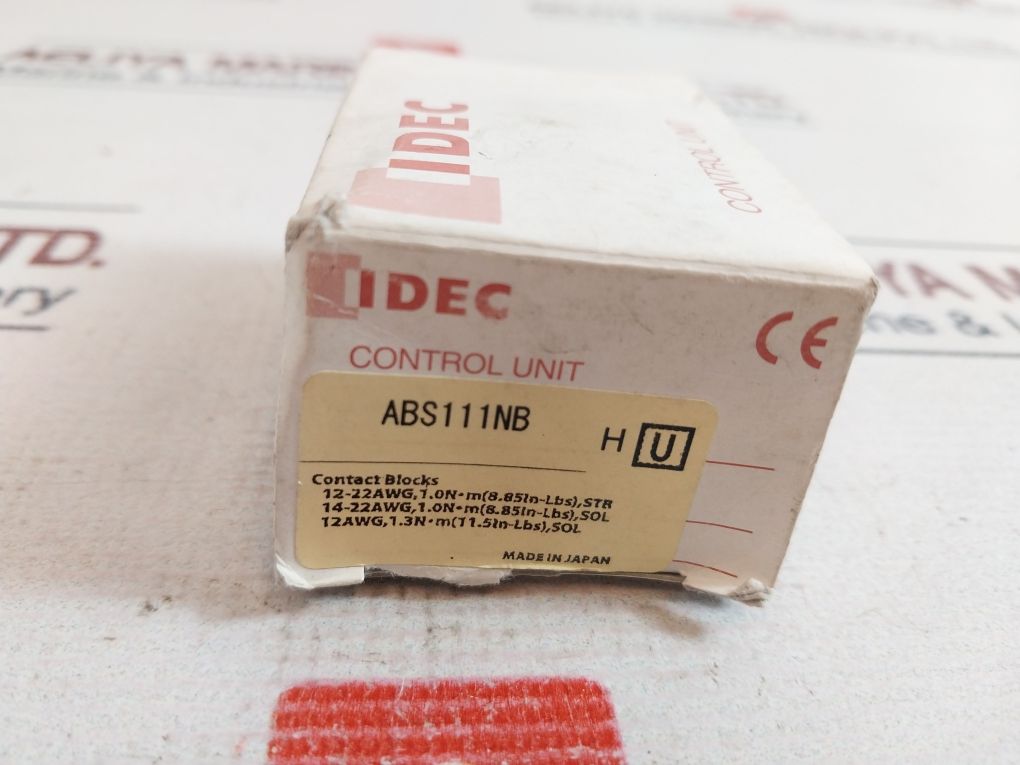 IDEC
CONTROL
IDEC
CE
CONTROL UNIT
ABS111NB
H U
Contact Blocks
12-22AWG,1.0N·m(8.85in-Lbs),STR
14-22AWG,1.0N·m(8.85in-Lbs),SOL
12AWG,1.3N·m(11.5in-Lbs),SOL
MADE IN JAPAN
LTD.